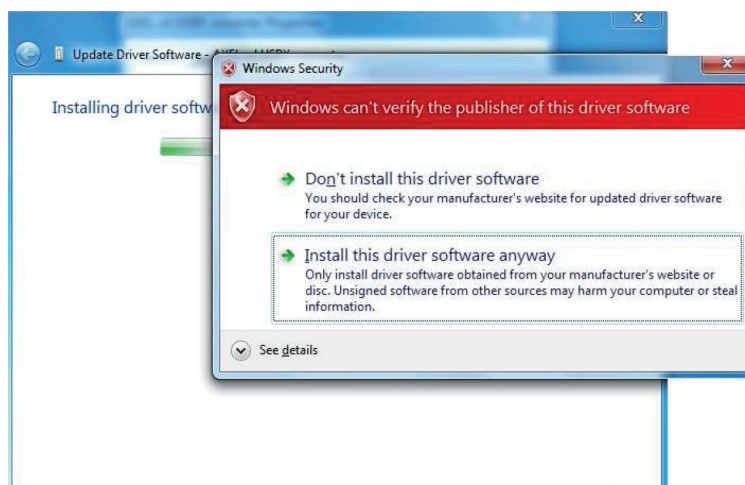 Update Driver Software -
Installing driver softw
Windows Security
Windows can't verify the publisher of this driver software
Don't install this driver software
You should check your manufacturer's website for updated driver software
for your device.
Install this driver software anyway
Only install driver software obtained from your manufacturer's website or
disc. Unsigned software from other sources may harm your computer or steal
information.
See details